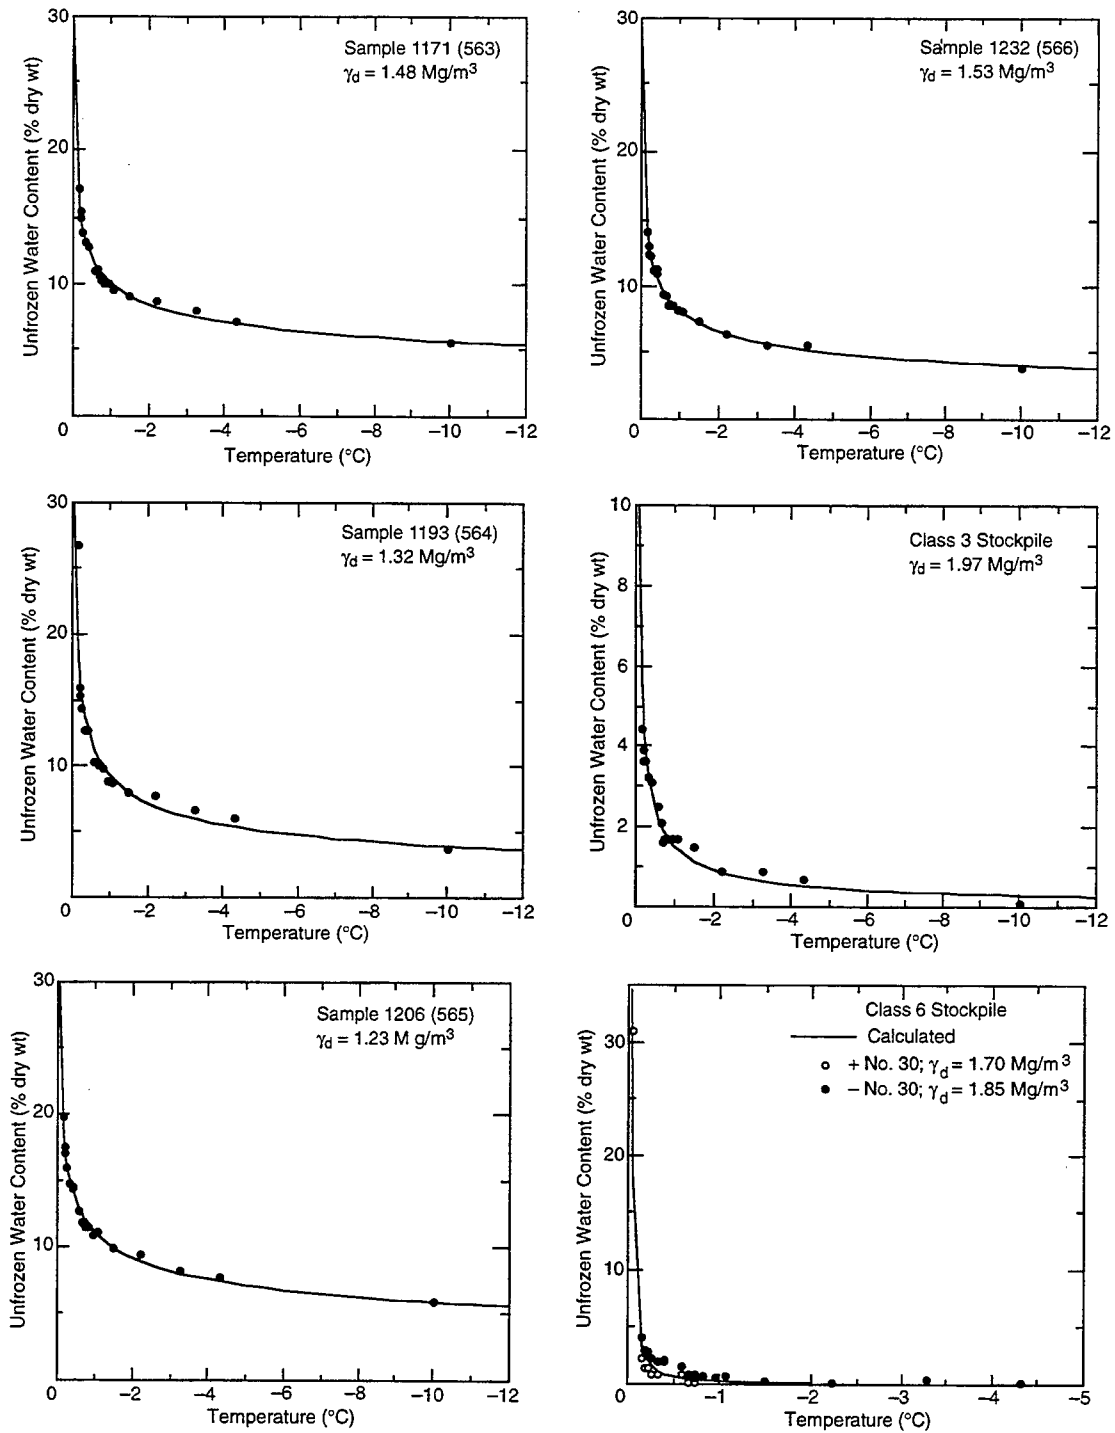 30
20
10
0
−2
−4
−6
−8
−10
−12
Unfrozen Water Content (% dry wt)
Temperature (°C)
Sample 1171 (563)
γd = 1.48 Mg/m³
30
20
10
0
−2
−4
−6
−8
−10
−12
Unfrozen Water Content (% dry wt)
Temperature (°C)
Sample 1232 (566)
γd = 1.53 Mg/m³
30
20
10
0
−2
−4
−6
−8
−10
−12
Unfrozen Water Content (% dry wt)
Temperature (°C)
Sample 1193 (564)
γd = 1.32 Mg/m³
10
8
6
4
2
0
−2
−4
−6
−8
−10
−12
Unfrozen Water Content (% dry wt)
Temperature (°C)
Class 3 Stockpile
γd = 1.97 Mg/m³
30
20
10
0
−2
−4
−6
−8
−10
−12
Unfrozen Water Content (% dry wt)
Temperature (°C)
Sample 1206 (565)
γd = 1.23 M g/m³
30
20
10
0
−1
−2
−3
−4
−5
Unfrozen Water Content (% dry wt)
Temperature (°C)
Class 6 Stockpile
Calculated
+ No. 30; γd = 1.70 Mg/m³
− No. 30; γd = 1.85 Mg/m³